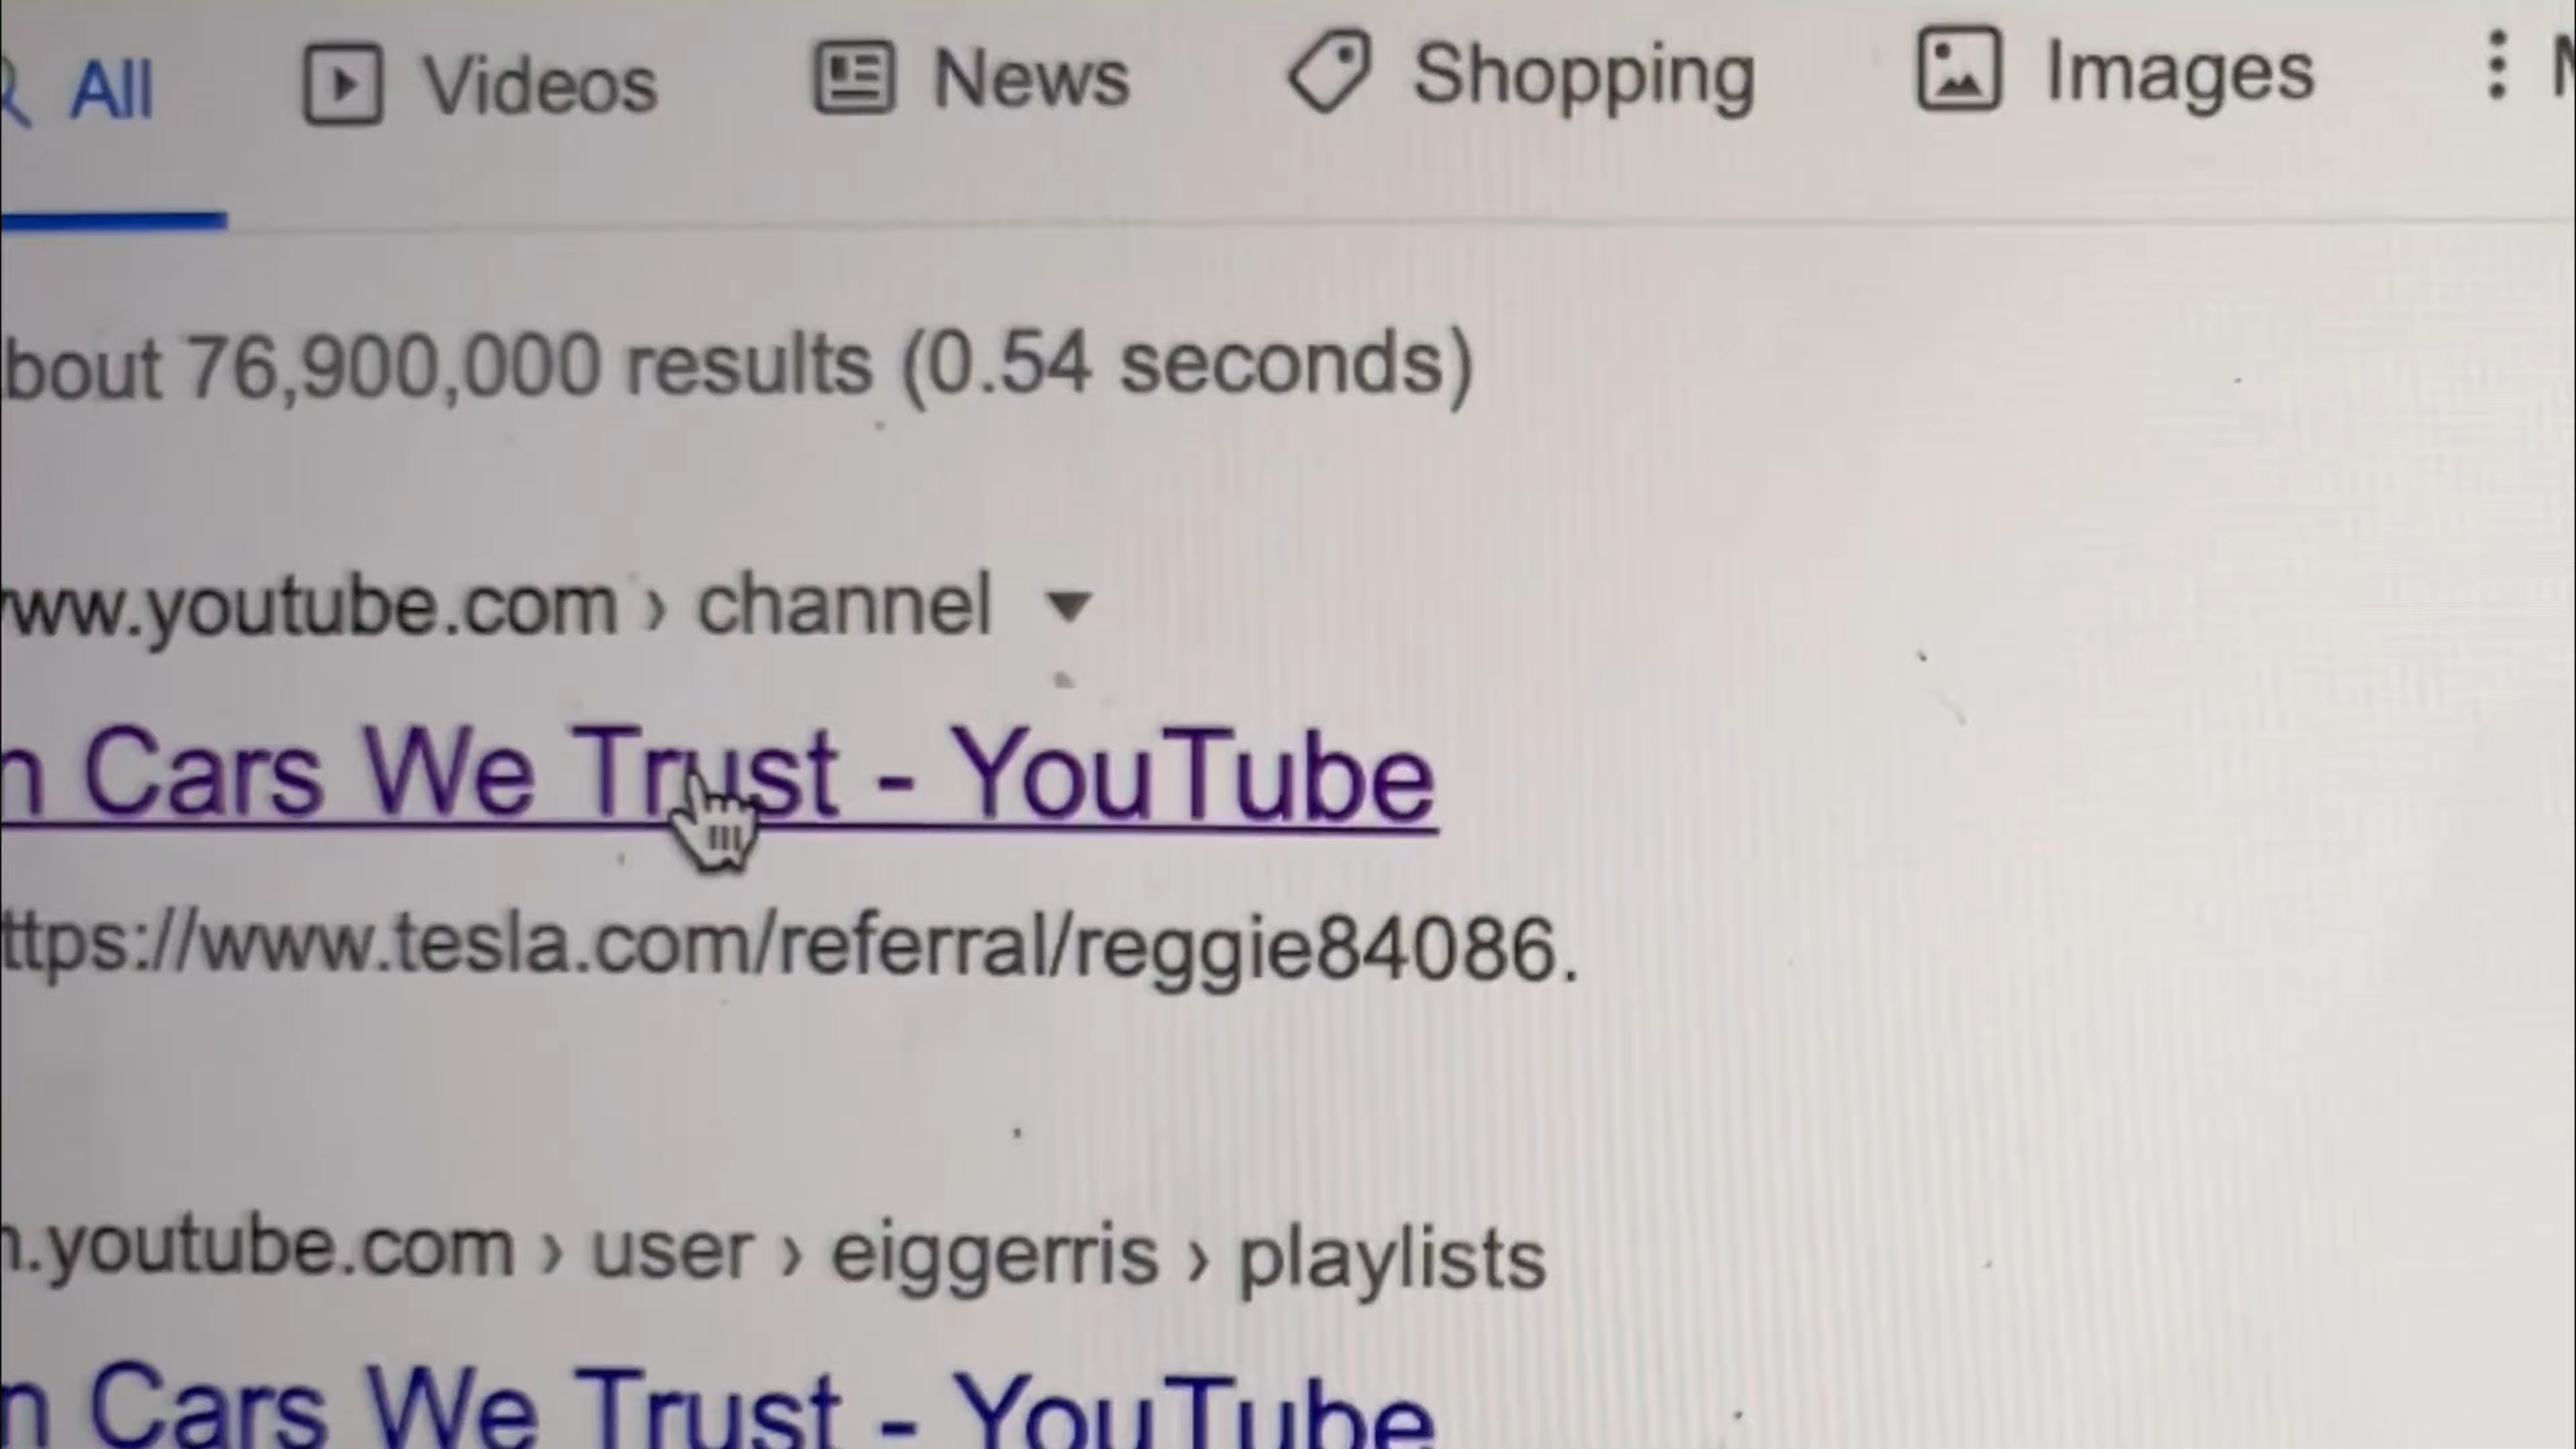 All Videos News Shopping Images
bout 76,900,000 results (0.54 seconds)
ww.youtube.com › channel
n Cars We Trust - YouTube
ttps://www.tesla.com/referral/reggie84086.
n.youtube.com › user › eiggerris › playlists
n Cars We Trust - YouTube